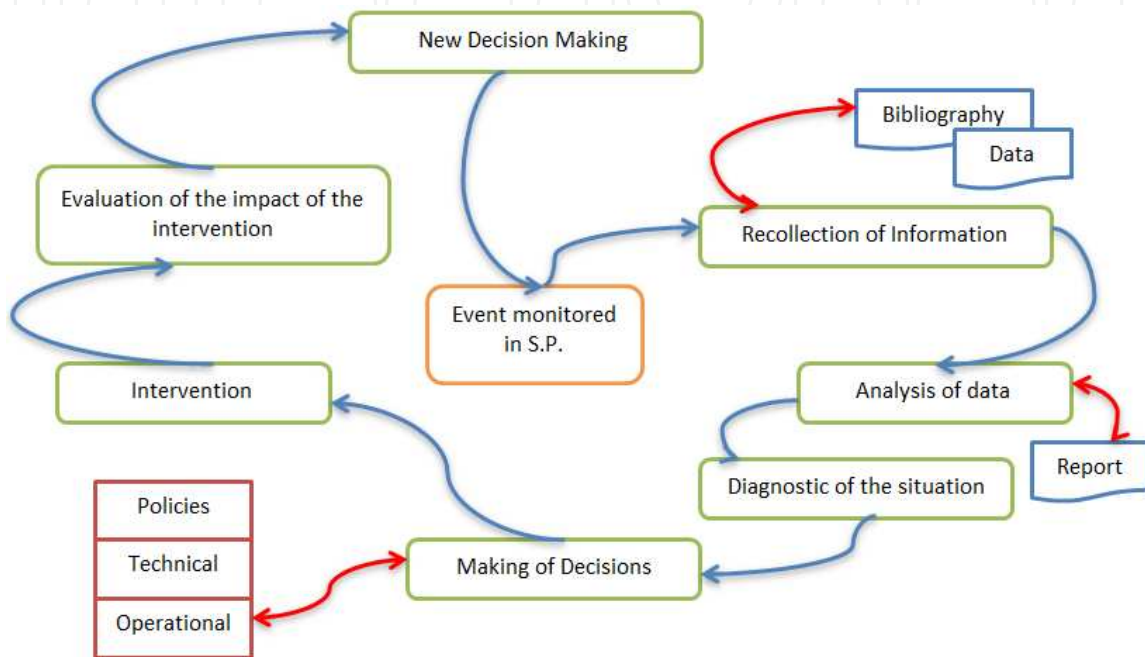 New Decision Making
Bibliography
Data
Evaluation of the impact of the
intervention
Recollection of Information
Event monitored
in S.P.
Intervention
Analysis of data
Report
Diagnostic of the situation
Policies
Technical
Operational
Making of Decisions